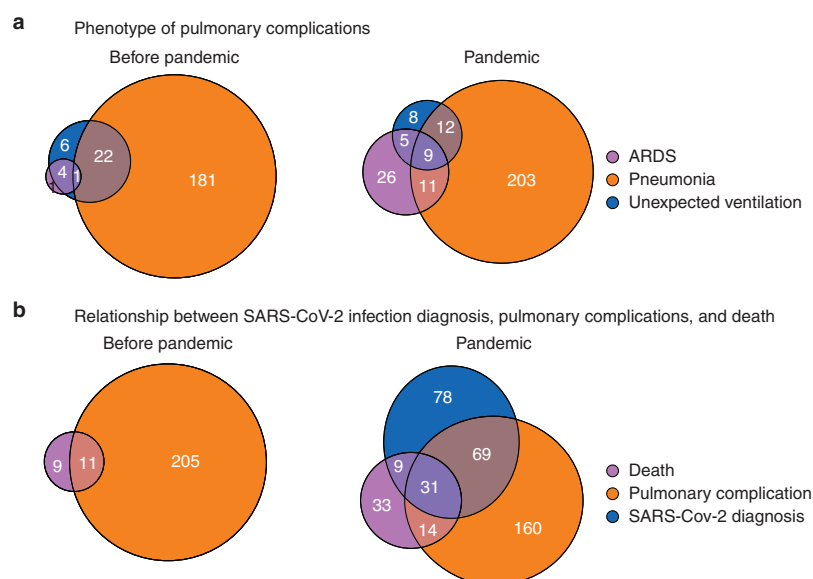 a
Phenotype of pulmonary complications
Before pandemic
Pandemic
6
22
4
1
1
181
8
12
5
9
26
11
203
ARDS
Pneumonia
Unexpected ventilation
b
Relationship between SARS-CoV-2 infection diagnosis, pulmonary complications, and death
Before pandemic
Pandemic
9
11
205
78
69
9
31
33
14
160
Death
Pulmonary complication
SARS-Cov-2 diagnosis